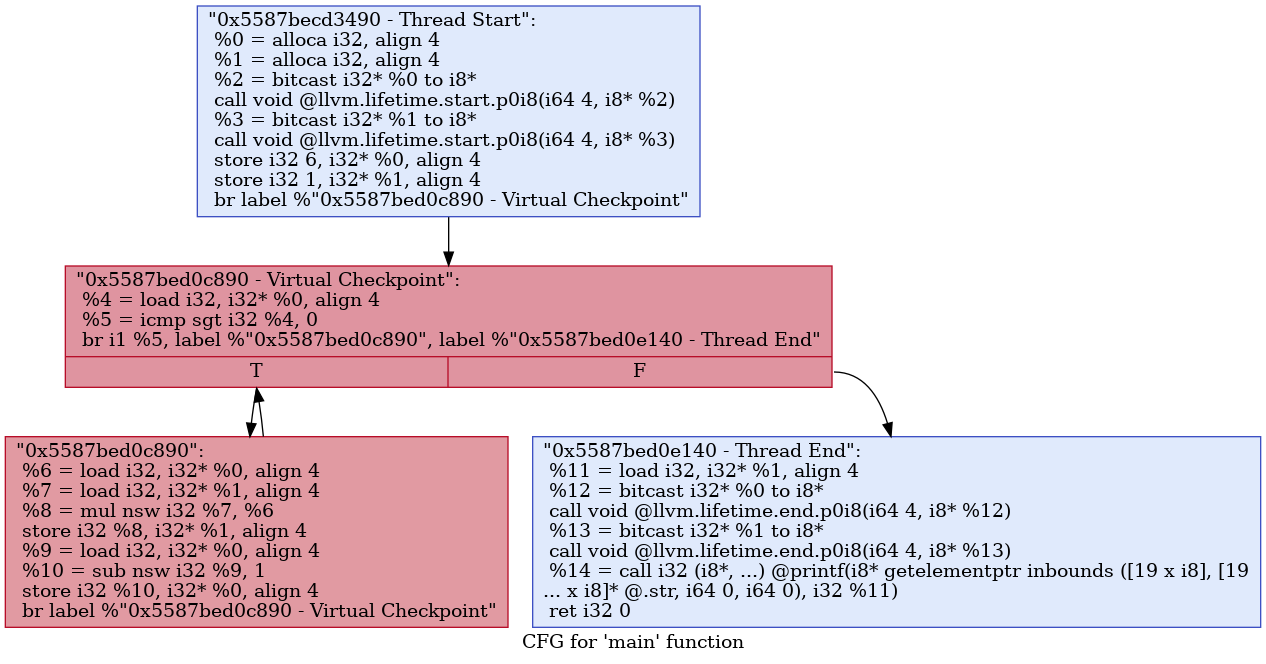 "0x5587becd3490 - Thread Start":
%0 = alloca i32, align 4
%1 = alloca i32, align 4
%2 = bitcast i32* %0 to i8*
call void @llvm.lifetime.start.p0i8(i64 4, i8* %2)
%3 = bitcast i32* %1 to i8*
call void @llvm.lifetime.start.p0i8(i64 4, i8* %3)
store i32 6, i32* %0, align 4
store i32 1, i32* %1, align 4
br label %"0x5587bed0c890 - Virtual Checkpoint"
"0x5587bed0c890 - Virtual Checkpoint":
%4 = load i32, i32* %0, align 4
%5 = icmp sgt i32 %4, 0
br i1 %5, label %"0x5587bed0c890", label %"0x5587bed0e140 - Thread End"
T
F
"0x5587bed0c890":
%6 = load i32, i32* %0, align 4
%7 = load i32, i32* %1, align 4
%8 = mul nsw i32 %7, %6
store i32 %8, i32* %1, align 4
%9 = load i32, i32* %0, align 4
%10 = sub nsw i32 %9, 1
store i32 %10, i32* %0, align 4
br label %"0x5587bed0c890 - Virtual Checkpoint"
"0x5587bed0e140 - Thread End":
%11 = load i32, i32* %1, align 4
%12 = bitcast i32* %0 to i8*
call void @llvm.lifetime.end.p0i8(i64 4, i8* %12)
%13 = bitcast i32* %1 to i8*
call void @llvm.lifetime.end.p0i8(i64 4, i8* %13)
%14 = call i32 (i8*, ...) @printf(i8* getelementptr inbounds ([19 x i8], [19
... x i8]* @.str, i64 0, i64 0), i32 %11)
ret i32 0
CFG for 'main' function